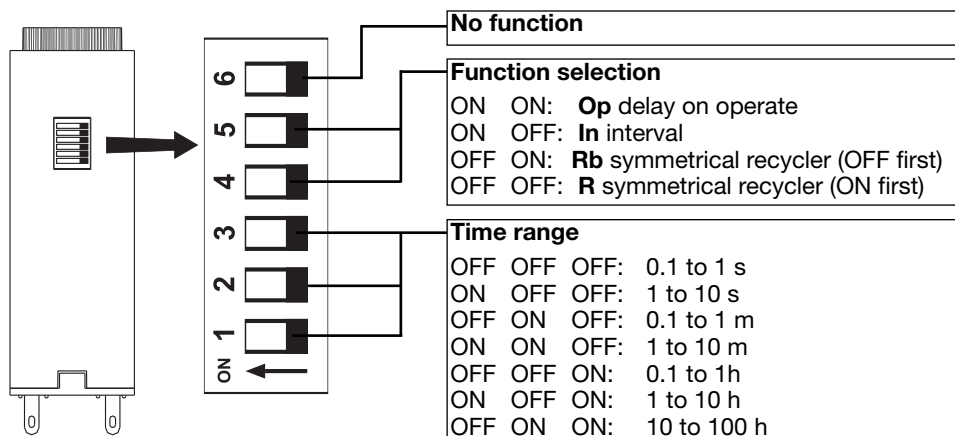 No function
6
Function selection
ON ON: Op delay on operate
ON OFF: In interval
OFF ON: Rb symmetrical recycler (OFF first)
OFF OFF: R symmetrical recycler (ON first)
5
4
3
Time range
OFF OFF OFF: 0.1 to 1 s
ON OFF OFF: 1 to 10 s
OFF ON OFF: 0.1 to 1 m
ON ON OFF: 1 to 10 m
OFF OFF ON: 0.1 to 1h
ON OFF ON: 1 to 10 h
OFF ON ON: 10 to 100 h
2
1
ON